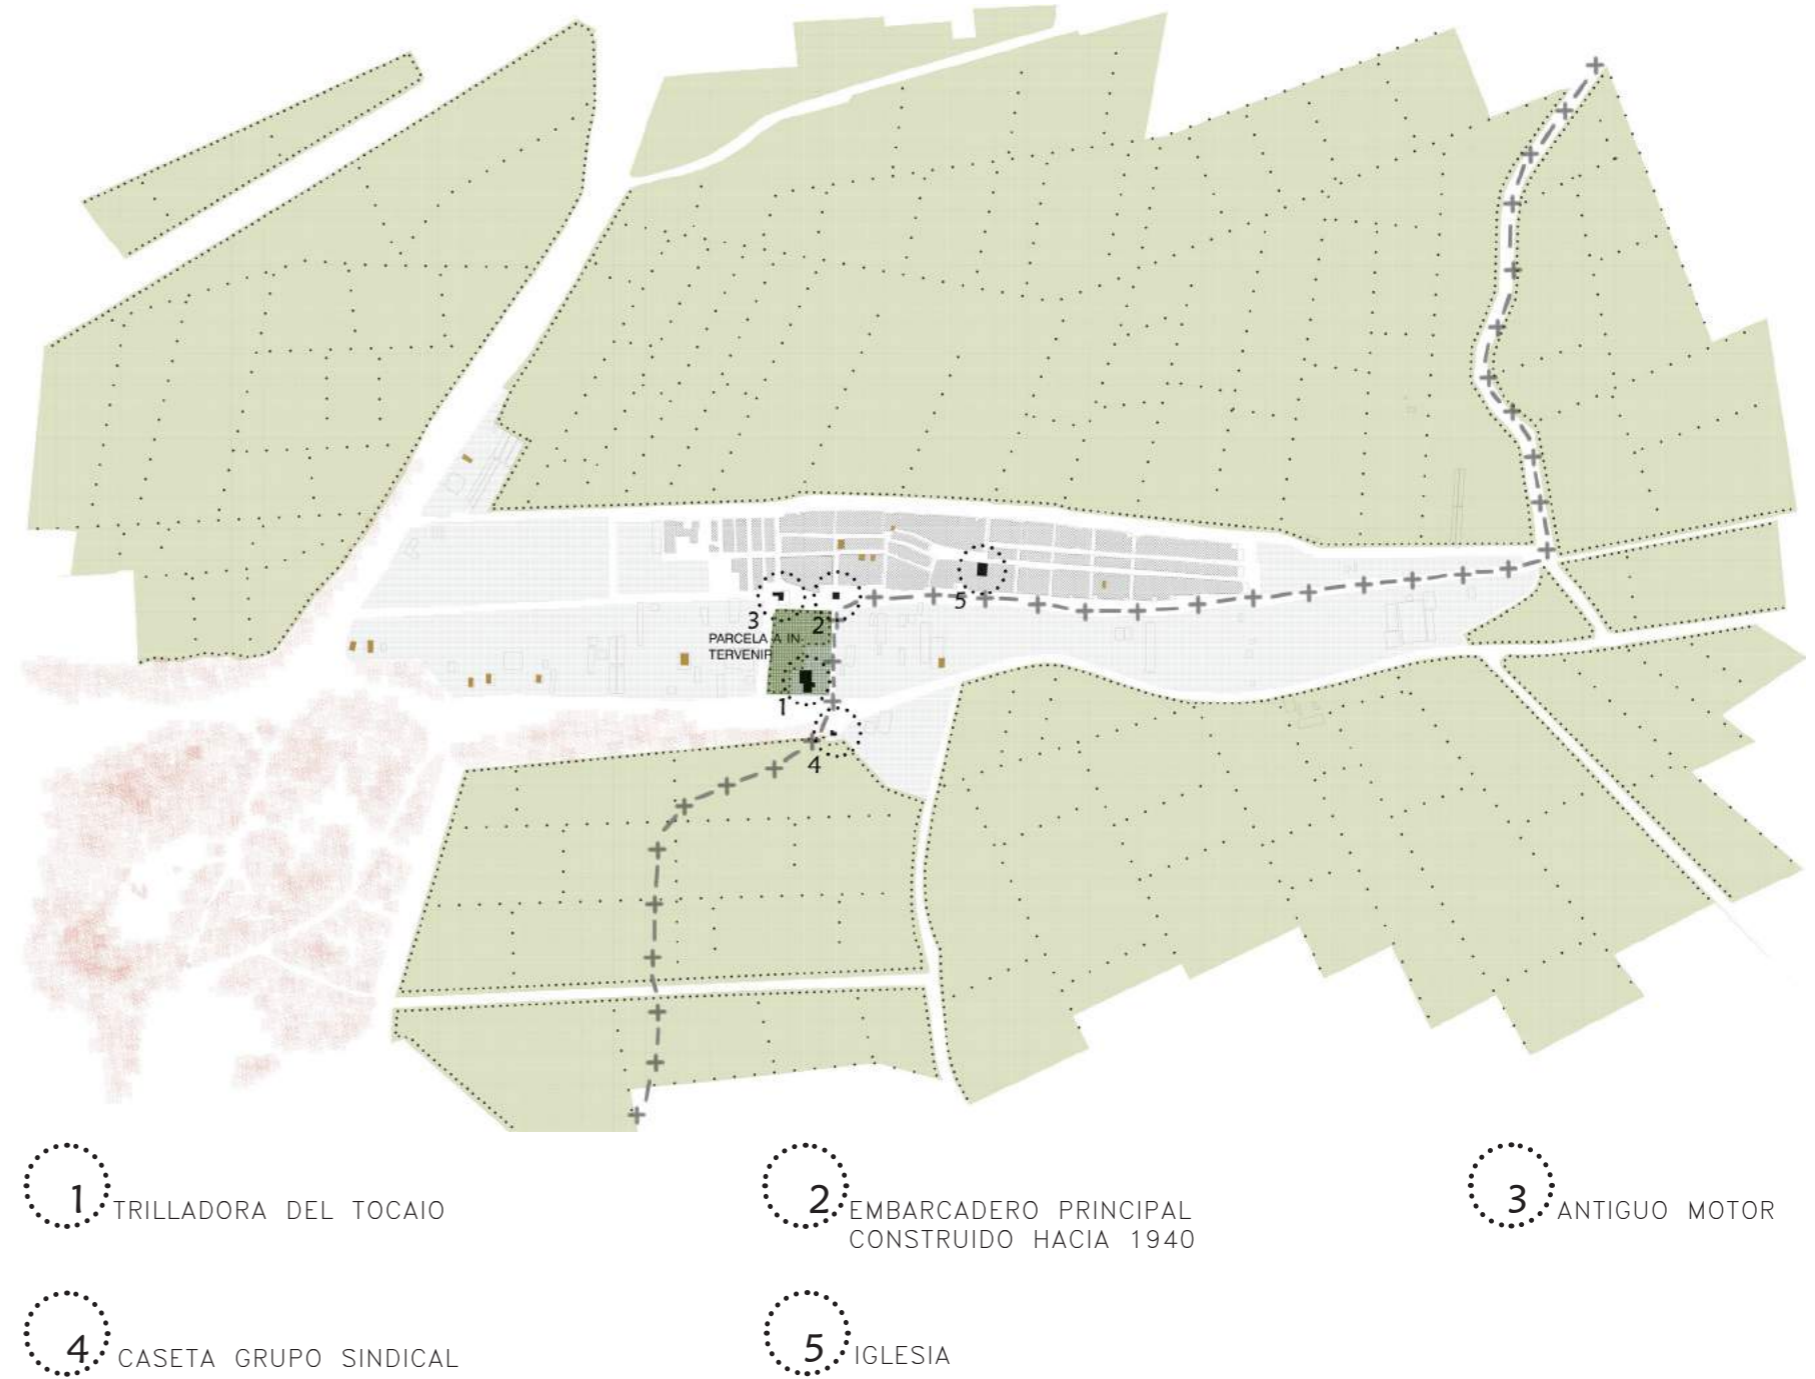 3
2
5
PARCELA A IN-
TERVENIR
1
4
1 TRILLADORA DEL TOCAIO
2 EMBARCADERO PRINCIPAL
CONSTRUIDO HACIA 1940
3 ANTIGUO MOTOR
4 CASETA GRUPO SINDICAL
5 IGLESIA